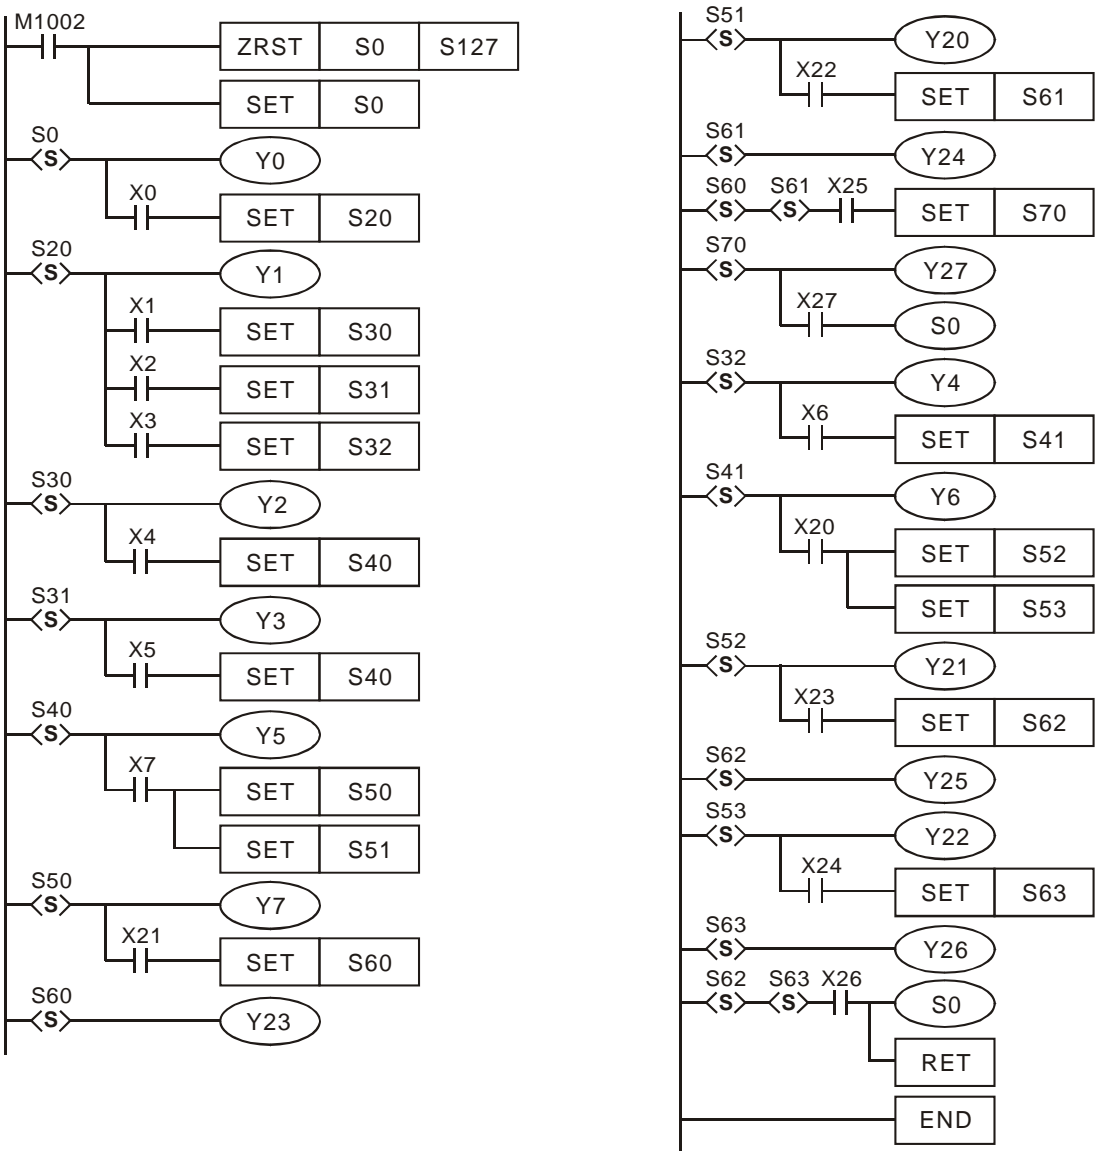 M1002
ZRST S0 S127
SET S0
S0
S Y0
X0
SET S20
S20
S Y1
X1
SET S30
X2
SET S31
X3
SET S32
S30
S Y2
X4
SET S40
S31
S Y3
X5
SET S40
S40
S Y5
X7
SET S50
SET S51
S50
S Y7
X21
SET S60
S60
S Y23
S51
S Y20
X22
SET S61
S61
S Y24
S60 S61 X25
S S SET S70
S70
S Y27
X27
S0
S32
S Y4
X6
SET S41
S41
S Y6
X20
SET S52
SET S53
S52
S Y21
X23
SET S62
S62
S Y25
S53
S Y22
X24
SET S63
S63
S Y26
S62 S63 X26
S S S0
RET
END